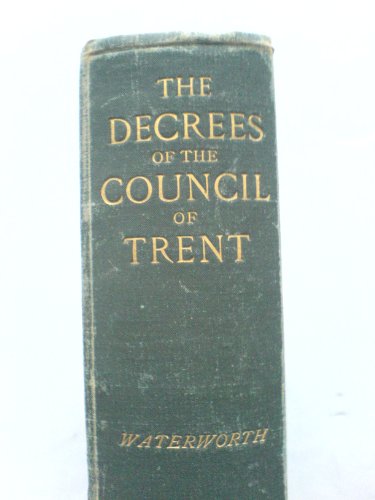 THE
DECREES
OF THE
COUNCIL
OF
TRENT
WATERWORTH